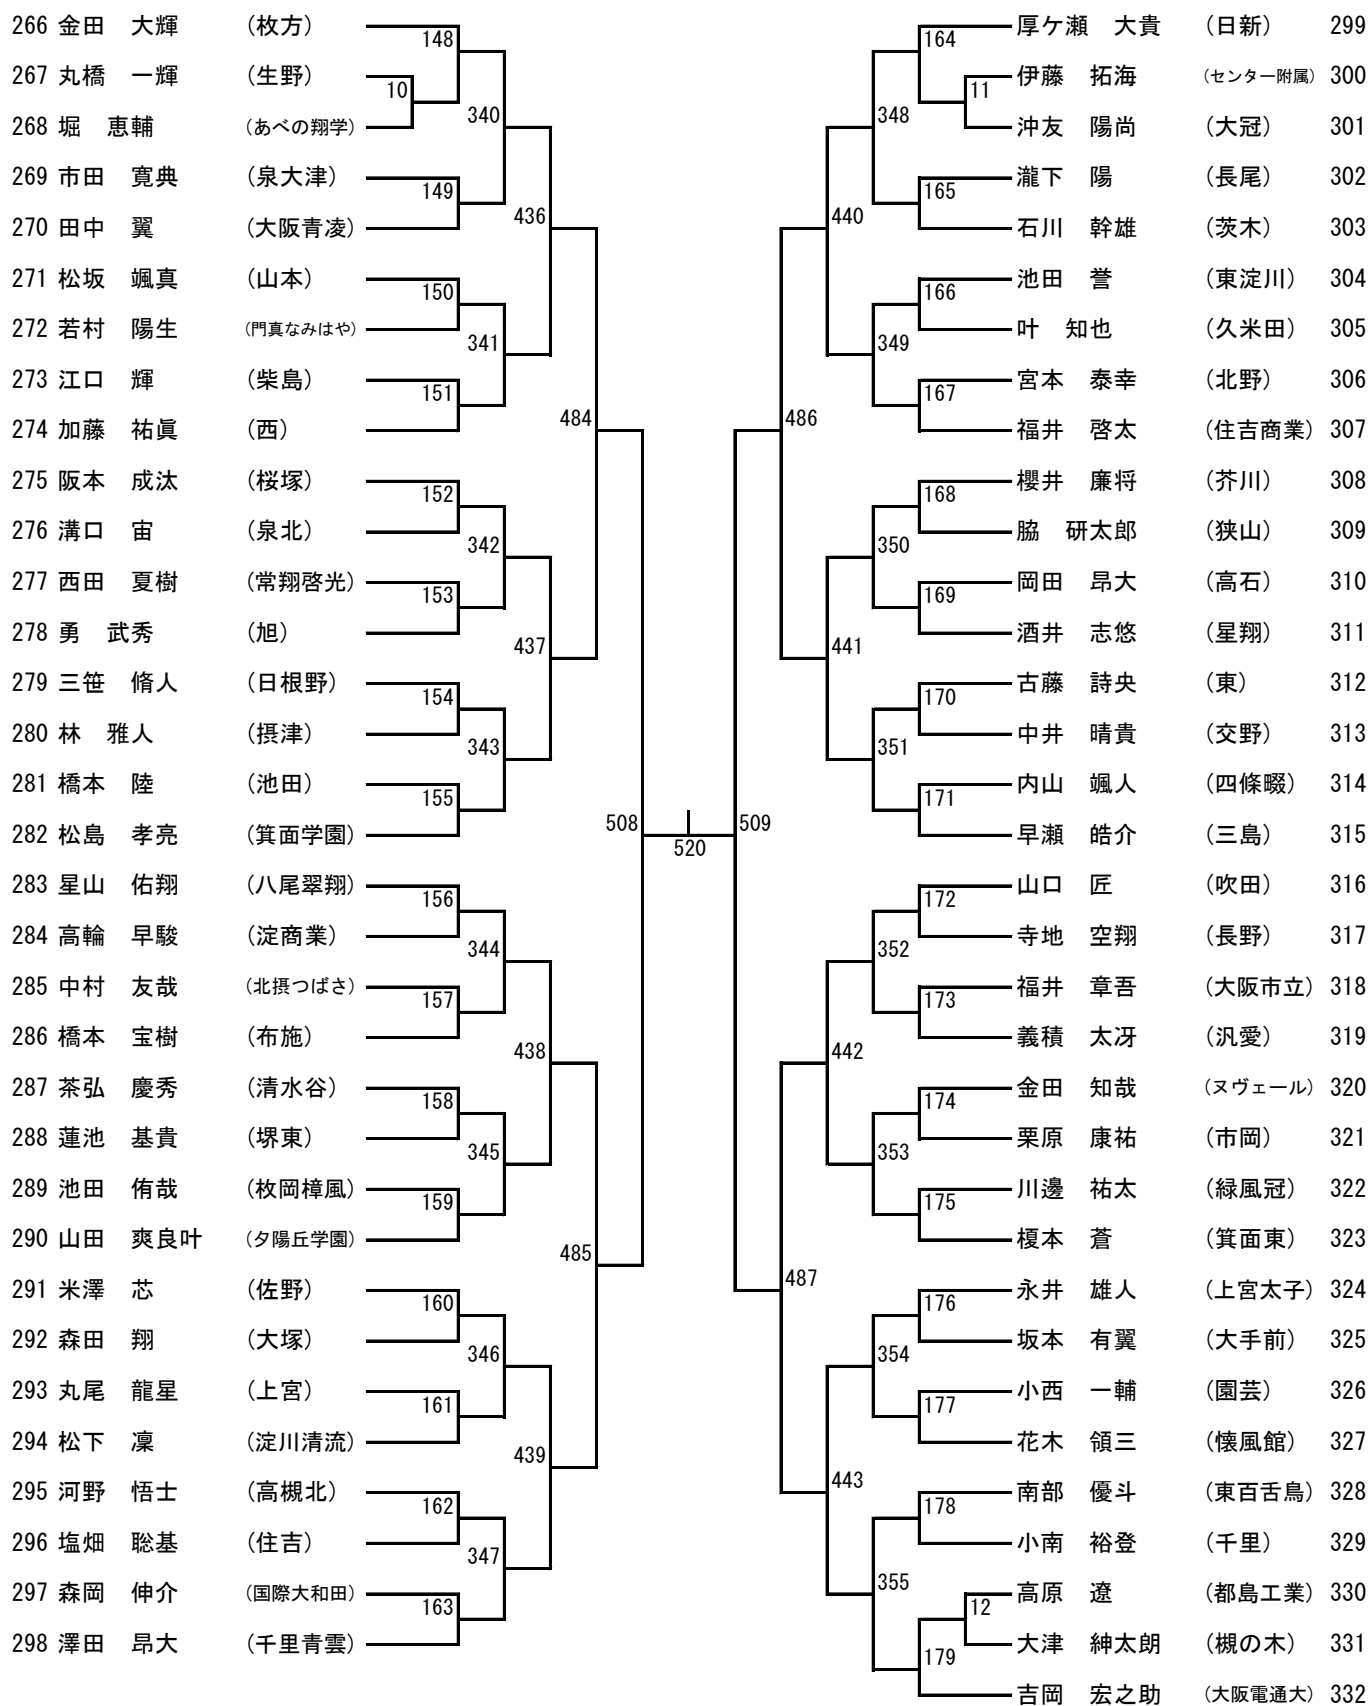 266 金田　大輝 (枚方)
267 丸橋　一輝 (生野)
268 堀　恵輔 (あべの翔学)
269 市田　寛典 (泉大津)
270 田中　翼 (大阪青凌)
271 松坂　颯真 (山本)
272 若村　陽生 (門真なみはや)
273 江口　輝 (柴島)
274 加藤　祐眞 (西)
275 阪本　成汰 (桜塚)
276 溝口　宙 (泉北)
277 西田　夏樹 (常翔啓光)
278 勇　武秀 (旭)
279 三笹　脩人 (日根野)
280 林　雅人 (摂津)
281 橋本　陸 (池田)
282 松島　孝亮 (箕面学園)
283 星山　佑翔 (八尾翠翔)
284 高輪　早駿 (淀商業)
285 中村　友哉 (北摂つばさ)
286 橋本　宝樹 (布施)
287 茶弘　慶秀 (清水谷)
288 蓮池　基貴 (堺東)
289 池田　侑哉 (枚岡樟風)
290 山田　爽良叶 (夕陽丘学園)
291 米澤　芯 (佐野)
292 森田　翔 (大塚)
293 丸尾　龍星 (上宮)
294 松下　凜 (淀川清流)
295 河野　悟士 (高槻北)
296 塩畑　聡基 (住吉)
297 森岡　伸介 (国際大和田)
298 澤田　昂大 (千里青雲)
148
10
149
150
151
152
153
154
155
156
157
158
159
160
161
162
163
340
341
342
343
344
345
346
347
436
437
438
439
484
485
508
520
509
486
487
440
441
442
443
348
349
350
351
352
353
354
355
164
11
165
166
167
168
169
170
171
172
173
174
175
176
177
178
12
179
厚ケ瀬　大貴 (日新) 299
伊藤　拓海 (センター附属) 300
沖友　陽尚 (大冠) 301
瀧下　陽 (長尾) 302
石川　幹雄 (茨木) 303
池田　誉 (東淀川) 304
叶　知也 (久米田) 305
宮本　泰幸 (北野) 306
福井　啓太 (住吉商業) 307
櫻井　廉将 (芥川) 308
脇　研太郎 (狭山) 309
岡田　昂大 (高石) 310
酒井　志悠 (星翔) 311
古藤　詩央 (東) 312
中井　晴貴 (交野) 313
内山　颯人 (四條畷) 314
早瀬　皓介 (三島) 315
山口　匠 (吹田) 316
寺地　空翔 (長野) 317
福井　章吾 (大阪市立) 318
義積　太冴 (汎愛) 319
金田　知哉 (ヌヴェール) 320
栗原　康祐 (市岡) 321
川邊　祐太 (緑風冠) 322
榎本　蒼 (箕面東) 323
永井　雄人 (上宮太子) 324
坂本　有翼 (大手前) 325
小西　一輔 (園芸) 326
花木　領三 (懐風館) 327
南部　優斗 (東百舌鳥) 328
小南　裕登 (千里) 329
高原　遼 (都島工業) 330
大津　紳太朗 (槻の木) 331
吉岡　宏之助 (大阪電通大) 332